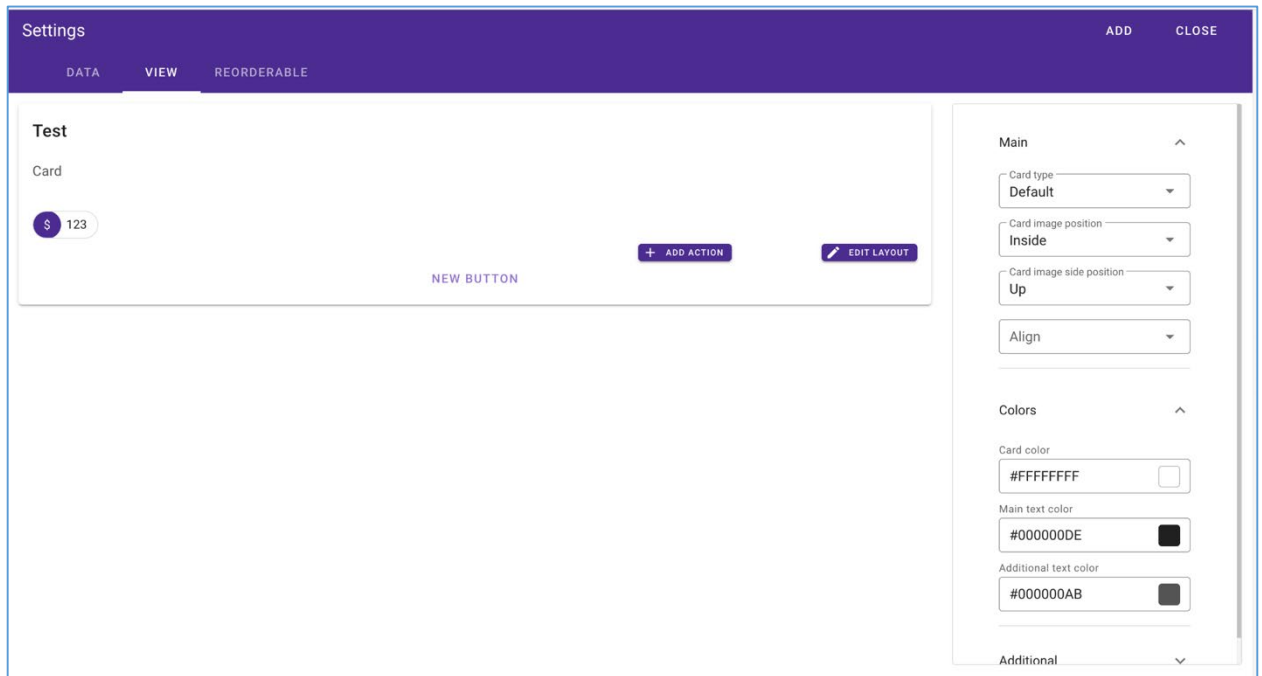 Settings
ADD CLOSE
DATA VIEW REORDERABLE
Test
Card
$ 123
ADD ACTION EDIT LAYOUT
NEW BUTTON
Main
Card type
Default
Card image position
Inside
Card image side position
Up
Align
Colors
Card color
#FFFFFFFF
Main text color
#000000DE
Additional text color
#000000AB
Additional